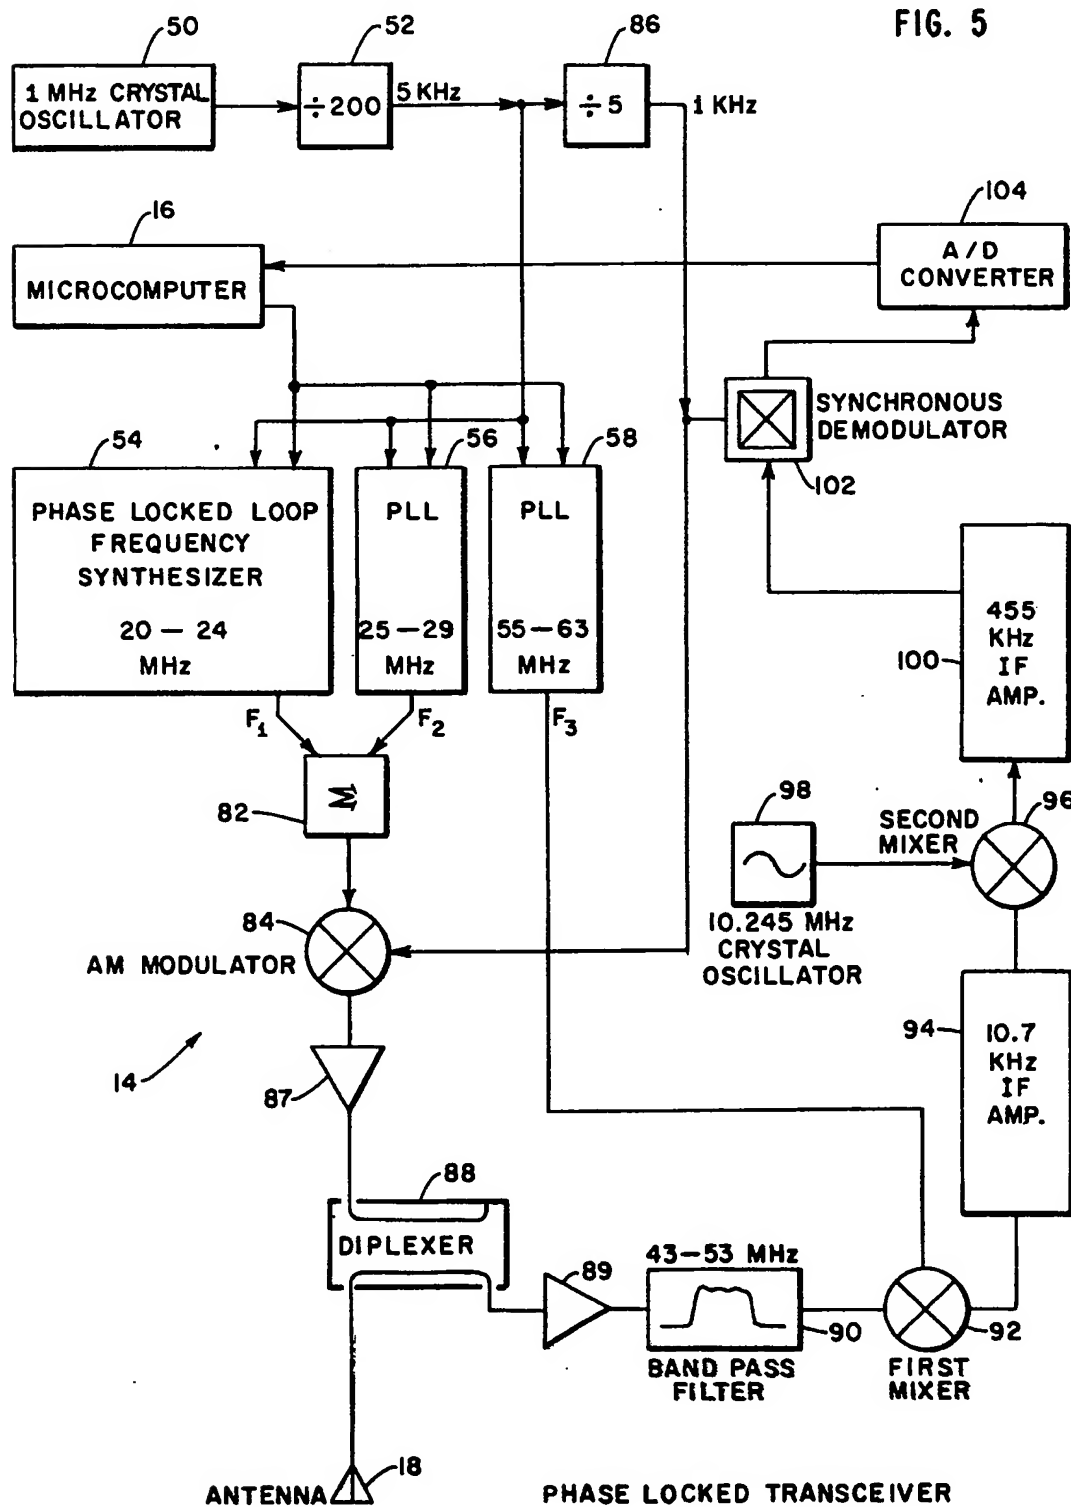 FIG. 5
50
52
86
1 MHz CRYSTAL
OSCILLATOR
÷200
5 KHz
÷ 5
1 KHz
16
104
MICROCOMPUTER
A/D
CONVERTER
SYNCHRONOUS
DEMODULATOR
102
54
56
58
PHASE LOCKED LOOP
FREQUENCY
SYNTHESIZER
20 — 24
MHz
PLL
25—29
MHz
PLL
55—63
MHz
455
KHz
IF
AMP.
100
F1
F2
F3
82
M
98
SECOND
MIXER
96
10.245 MHz
CRYSTAL
OSCILLATOR
84
AM MODULATOR
94
10.7
KHz
IF
AMP.
14
87
88
DIPLEXER
89
43—53 MHz
90
BAND PASS
FILTER
92
FIRST
MIXER
18
ANTENNA
PHASE LOCKED TRANSCEIVER